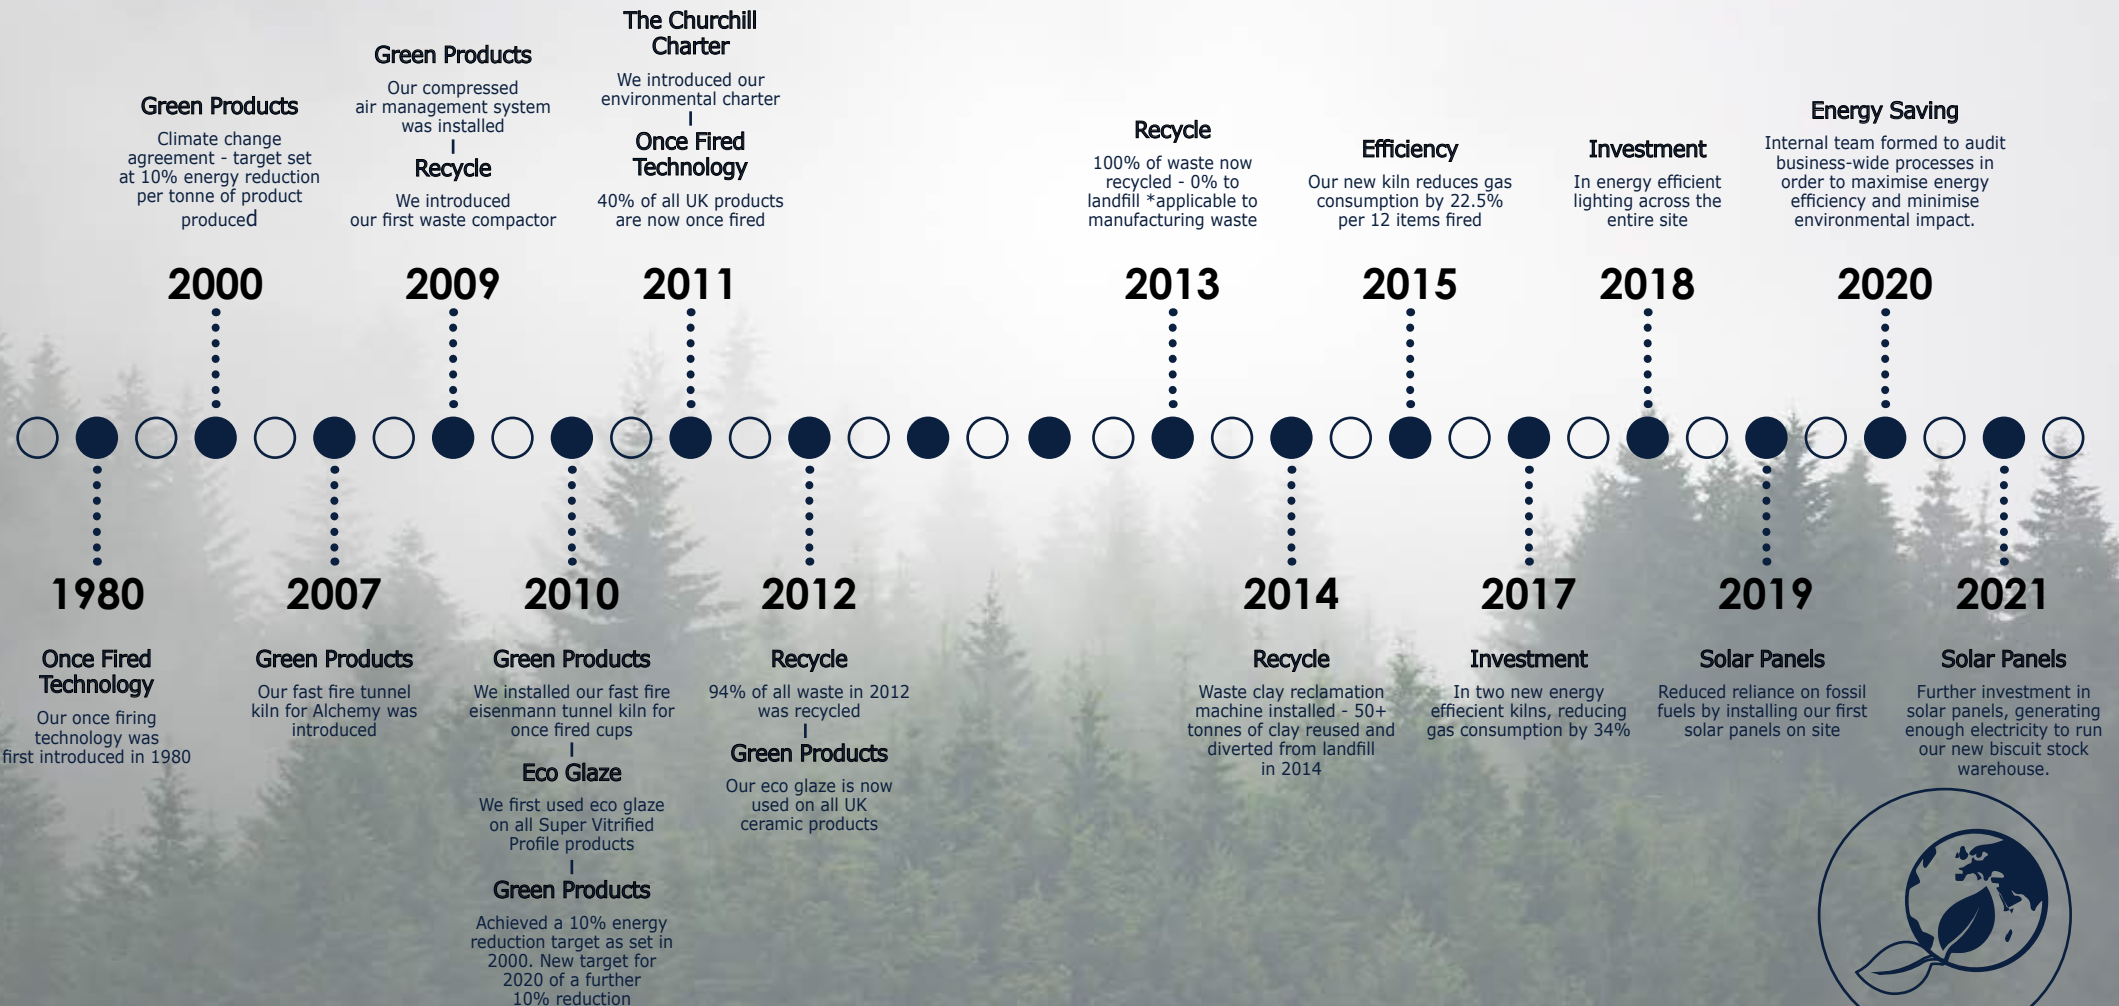 Green Products
Climate change
agreement - target set
at 10% energy reduction
per tonne of product
produced
2000
Green Products
Our compressed
air management system
was installed
Recycle
We introduced
our first waste compactor
2009
The Churchill
Charter
We introduced our
environmental charter
Once Fired
Technology
40% of all UK products
are now once fired
2011
Recycle
100% of waste now
recycled - 0% to
landfill *applicable to
manufacturing waste
2013
Efficiency
Our new kiln reduces gas
consumption by 22.5%
per 12 items fired
2015
Investment
In energy efficient
lighting across the
entire site
2018
Energy Saving
Internal team formed to audit
business-wide processes in
order to maximise energy
efficiency and minimise
environmental impact.
2020
1980
Once Fired
Technology
Our once firing
technology was
first introduced in 1980
2007
Green Products
Our fast fire tunnel
kiln for Alchemy was
introduced
2010
Green Products
We installed our fast fire
eisenmann tunnel kiln for
once fired cups
Eco Glaze
We first used eco glaze
on all Super Vitrified
Profile products
Green Products
Achieved a 10% energy
reduction target as set in
2000. New target for
2020 of a further
10% reduction
2012
Recycle
94% of all waste in 2012
was recycled
Green Products
Our eco glaze is now
used on all UK
ceramic products
2014
Recycle
Waste clay reclamation
machine installed - 50+
tonnes of clay reused and
diverted from landfill
in 2014
2017
Investment
In two new energy
effiecient kilns, reducing
gas consumption by 34%
2019
Solar Panels
Reduced reliance on fossil
fuels by installing our first
solar panels on site
2021
Solar Panels
Further investment in
solar panels, generating
enough electricity to run
our new biscuit stock
warehouse.